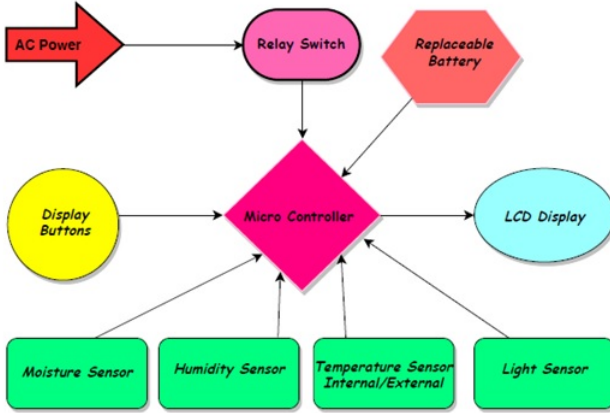 AC Power
Relay Switch
Replaceable
Battery
Display
Buttons
Micro Controller
LCD Display
Moisture Sensor
Humidity Sensor
Temperature Sensor
Internal/External
Light Sensor